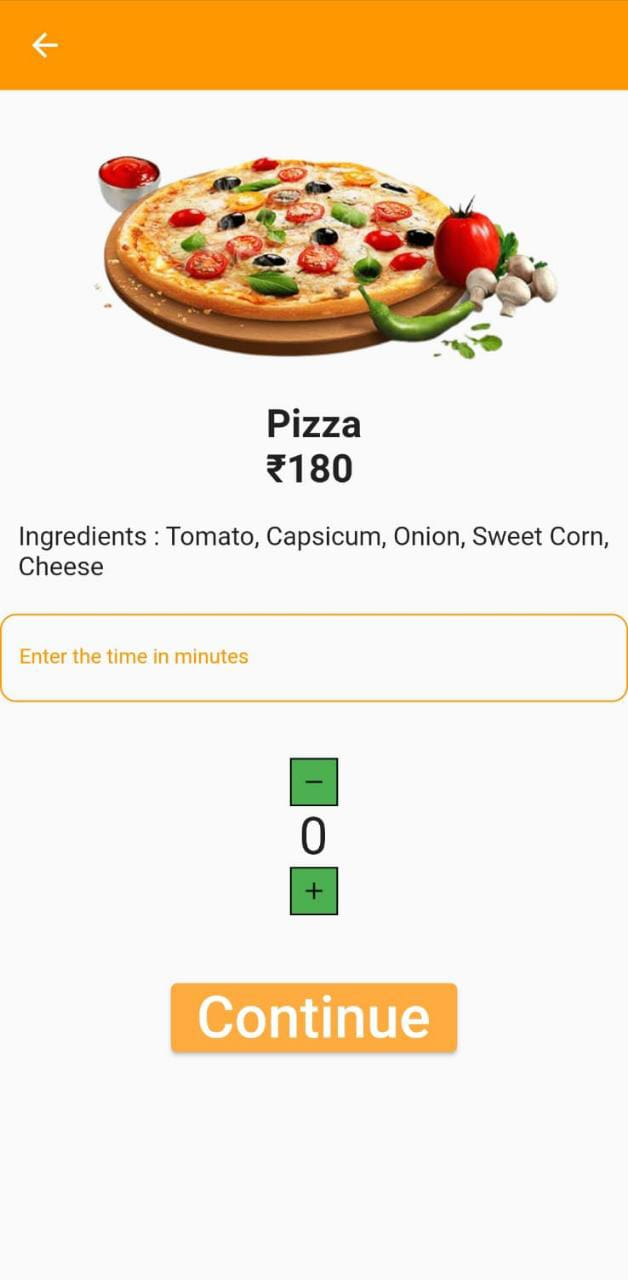 Pizza
₹180
Ingredients : Tomato, Capsicum, Onion, Sweet Corn,
Cheese
Enter the time in minutes
−
0
+
Continue